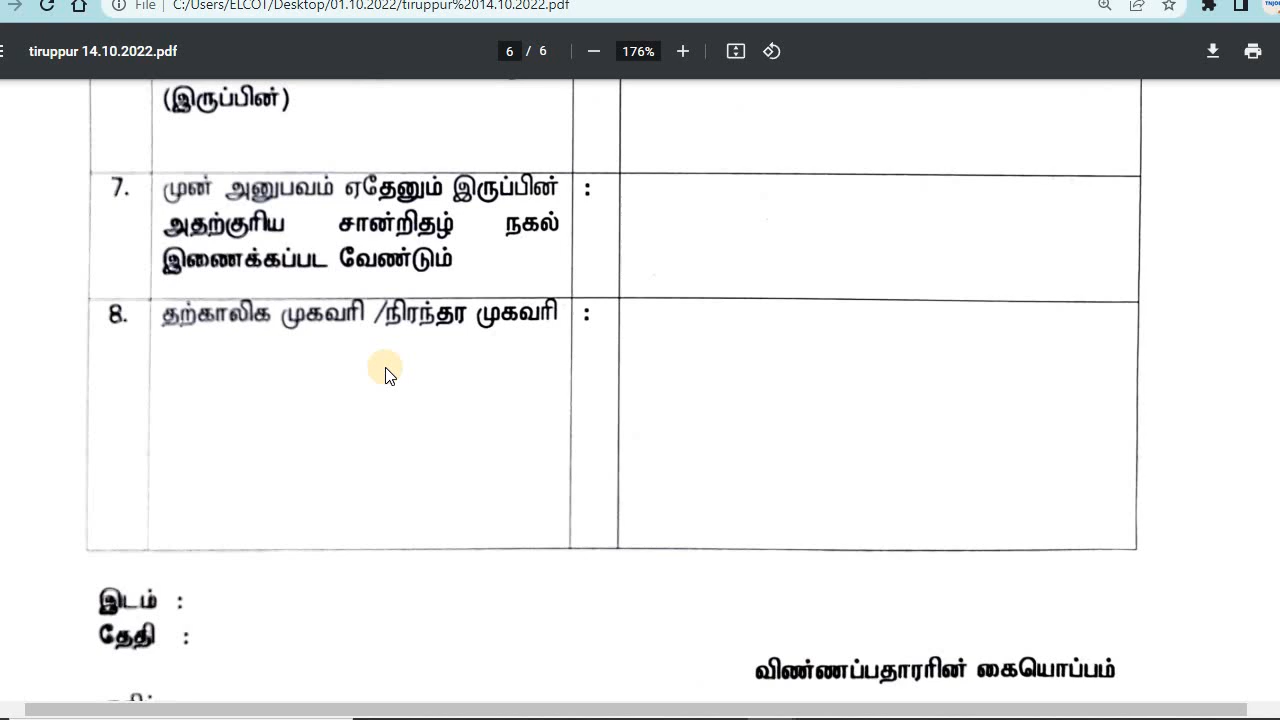 File
C:/Users/ELCOT/Desktop/01.10.2022/tiruppur%2014.10.2022.pdf
tiruppur 14.10.2022.pdf
6 / 6
176%
(இருப்பின்)
7. முன் அனுபவம் ஏதேனும் இருப்பின் :
அதற்குரிய சான்றிதழ் நகல்
இணைக்கப்பட வேண்டும்
8. தற்காலிக முகவரி /நிரந்தர முகவரி :
இடம் :
தேதி :
விண்ணப்பதாரரின் கையொப்பம்